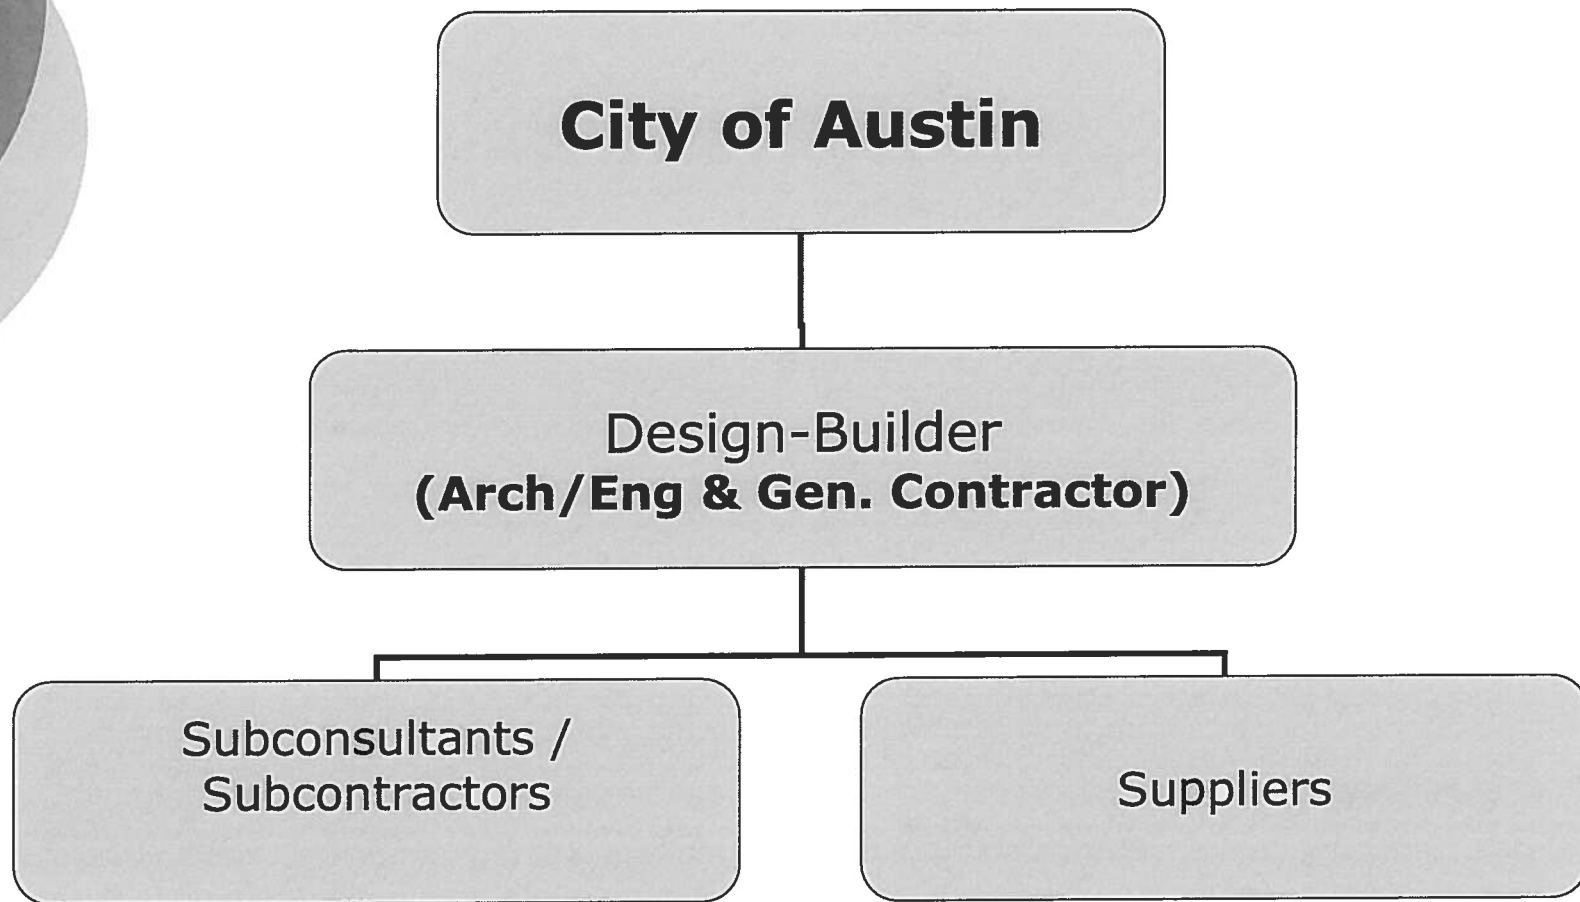 City of Austin
Design-Builder
(Arch/Eng & Gen. Contractor)
Subconsultants /
Subcontractors
Suppliers